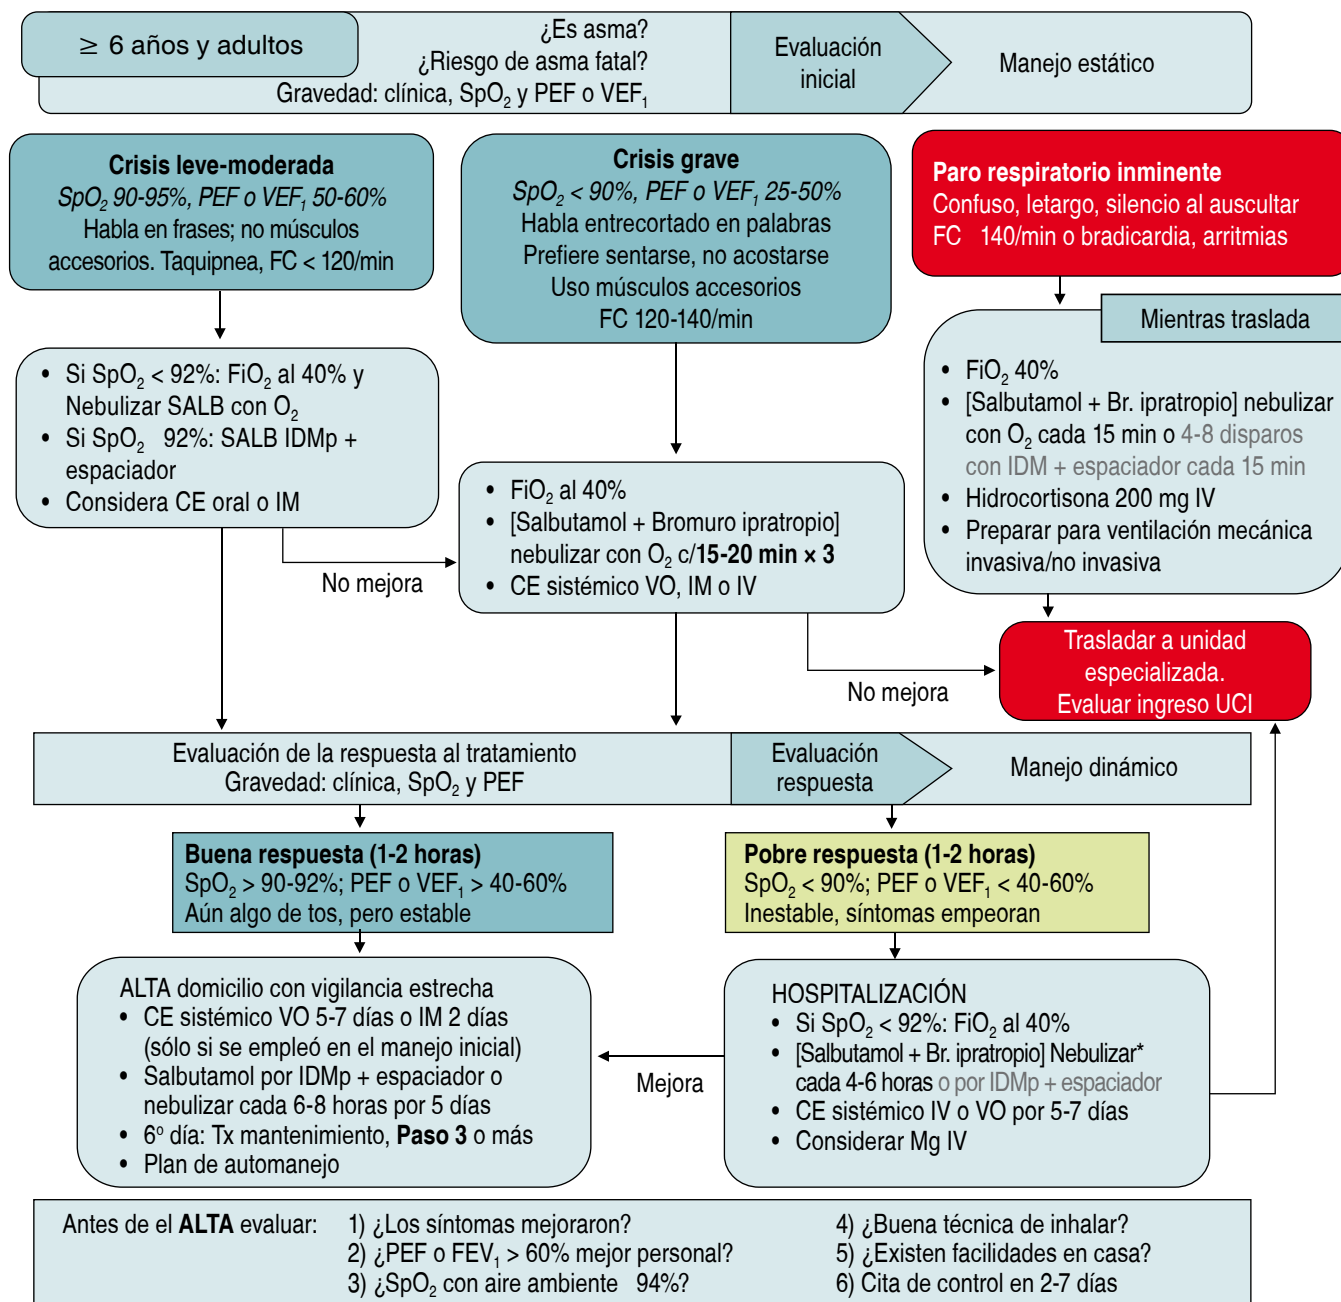 ≥ 6 años y adultos
¿Es asma?
¿Riesgo de asma fatal?
Gravedad: clínica, SpO₂ y PEF o VEF₁
Evaluación
inicial
Manejo estático
Crisis leve-moderada
SpO₂ 90-95%, PEF o VEF₁ 50-60%
Habla en frases; no músculos
accesorios. Taquipnea, FC < 120/min
Crisis grave
SpO₂ < 90%, PEF o VEF₁ 25-50%
Habla entrecortado en palabras
Prefiere sentarse, no acostarse
Uso músculos accesorios
FC 120-140/min
Paro respiratorio inminente
Confuso, letargo, silencio al auscultar
FC 140/min o bradicardia, arritmias
• Si SpO₂ < 92%: FiO₂ al 40% y
Nebulizar SALB con O₂
• Si SpO₂ 92%: SALB IDMp +
espaciador
• Considera CE oral o IM
No mejora
• FiO₂ al 40%
• [Salbutamol + Bromuro ipratropio]
nebulizar con O₂ c/15-20 min × 3
• CE sistémico VO, IM o IV
No mejora
Mientras traslada
• FiO₂ 40%
• [Salbutamol + Br. ipratropio] nebulizar
con O₂ cada 15 min o 4-8 disparos
con IDM + espaciador cada 15 min
• Hidrocortisona 200 mg IV
• Preparar para ventilación mecánica
invasiva/no invasiva
Trasladar a unidad
especializada.
Evaluar ingreso UCI
Evaluación de la respuesta al tratamiento
Gravedad: clínica, SpO₂ y PEF
Evaluación
respuesta
Manejo dinámico
Buena respuesta (1-2 horas)
SpO₂ > 90-92%; PEF o VEF₁ > 40-60%
Aún algo de tos, pero estable
Pobre respuesta (1-2 horas)
SpO₂ < 90%; PEF o VEF₁ < 40-60%
Inestable, síntomas empeoran
ALTA domicilio con vigilancia estrecha
• CE sistémico VO 5-7 días o IM 2 días
(sólo si se empleó en el manejo inicial)
• Salbutamol por IDMp + espaciador o
nebulizar cada 6-8 horas por 5 días
• 6º día: Tx mantenimiento, Paso 3 o más
• Plan de automanejo
Mejora
HOSPITALIZACIÓN
• Si SpO₂ < 92%: FiO₂ al 40%
• [Salbutamol + Br. ipratropio] Nebulizar*
cada 4-6 horas o por IDMp + espaciador
• CE sistémico IV o VO por 5-7 días
• Considerar Mg IV
Antes de el ALTA evaluar:
1) ¿Los síntomas mejoraron?
2) ¿PEF o FEV₁ > 60% mejor personal?
3) ¿SpO₂ con aire ambiente 94%?
4) ¿Buena técnica de inhalar?
5) ¿Existen facilidades en casa?
6) Cita de control en 2-7 días